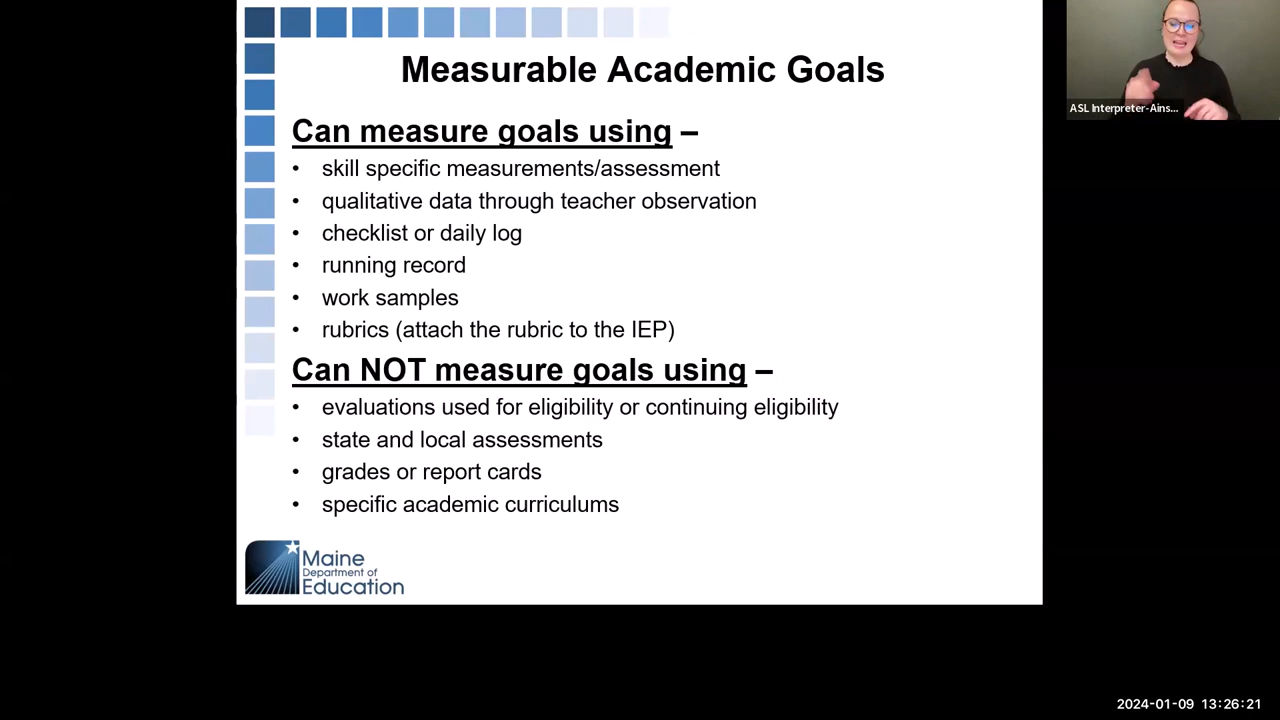 Measurable Academic Goals
Can measure goals using –
• skill specific measurements/assessment
• qualitative data through teacher observation
• checklist or daily log
• running record
• work samples
• rubrics (attach the rubric to the IEP)
Can NOT measure goals using –
• evaluations used for eligibility or continuing eligibility
• state and local assessments
• grades or report cards
• specific academic curriculums
Maine
Department of
Education
ASL Interpreter-Ains...
2024-01-09 13:26:21